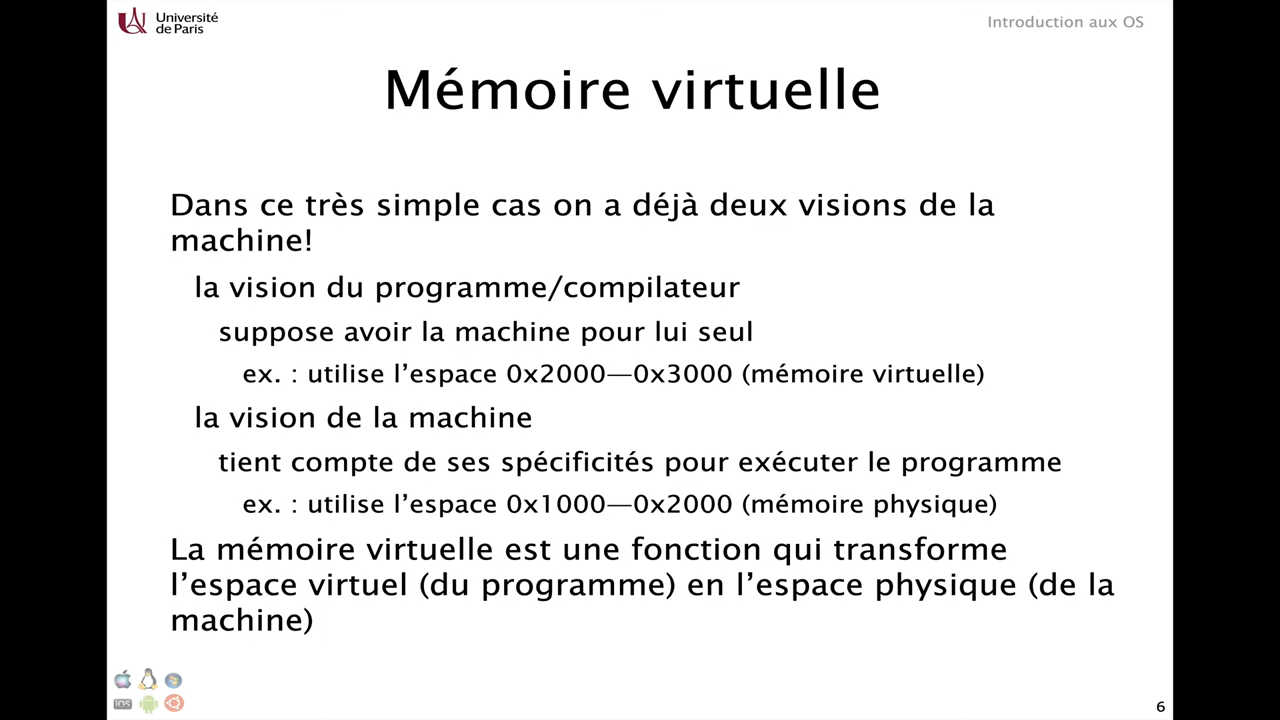 Université
de Paris
Introduction aux OS
Mémoire virtuelle
Dans ce très simple cas on a déjà deux visions de la
machine!
la vision du programme/compilateur
suppose avoir la machine pour lui seul
ex. : utilise l’espace 0x2000—0x3000 (mémoire virtuelle)
la vision de la machine
tient compte de ses spécificités pour exécuter le programme
ex. : utilise l’espace 0x1000—0x2000 (mémoire physique)
La mémoire virtuelle est une fonction qui transforme
l’espace virtuel (du programme) en l’espace physique (de la
machine)
iOS
6